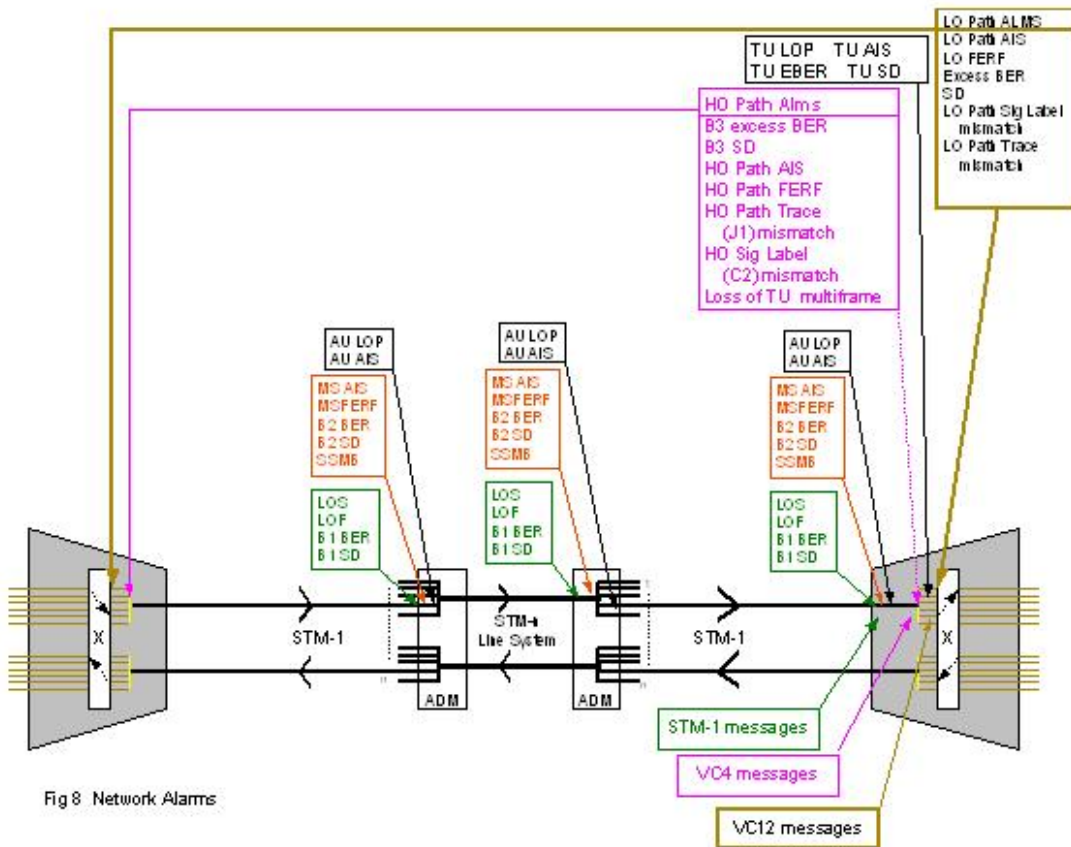 LO Path ALMS
LO Path AIS
LO FERF
Excess BER
SD
LO Path Sig Label
mismatch
LO Path Trace
mismatch
TU LOP TU AIS
TU EBER TU SD
HO Path Alms
B3 excess BER
B3 SD
HO Path AIS
HO Path FERF
HO Path Trace
(J1) mismatch
HO Sig Label
(C2) mismatch
Loss of TU multiframe
AU LOP
AU AIS
MS AIS
MSFERF
B2 BER
B2 SD
SSMB
LOS
LOF
B1 BER
B1 SD
AU LOP
AU AIS
MS AIS
MSFERF
B2 BER
B2 SD
SSMB
LOS
LOF
B1 BER
B1 SD
AU LOP
AU AIS
MS AIS
MSFERF
B2 BER
B2 SD
SSMB
LOS
LOF
B1 BER
B1 SD
X
STM-1
STM-n
Line System
STM-1
X
ADM
ADM
STM-1 messages
VC4 messages
VC12 messages
Fig 8 Network Alarms